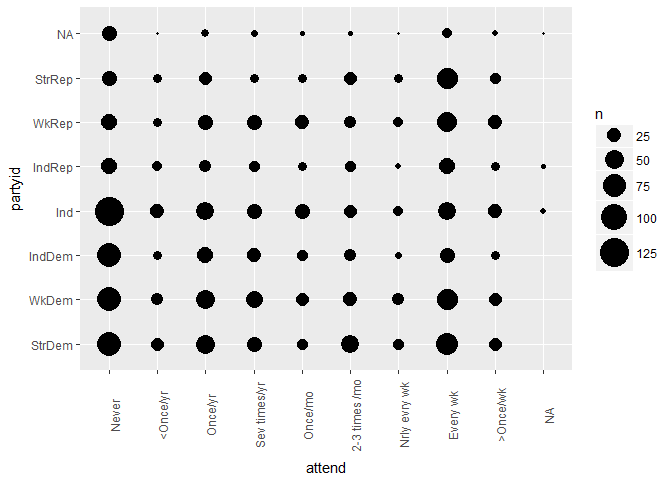 NA
StrRep
WkRep
IndRep
Ind
IndDem
WkDem
StrDem
partyid
Never
<Once/yr
Once/yr
Sev times/yr
Once/mo
2-3 times /mo
Nrly evry wk
Every wk
>Once/wk
NA
attend
n
25
50
75
100
125